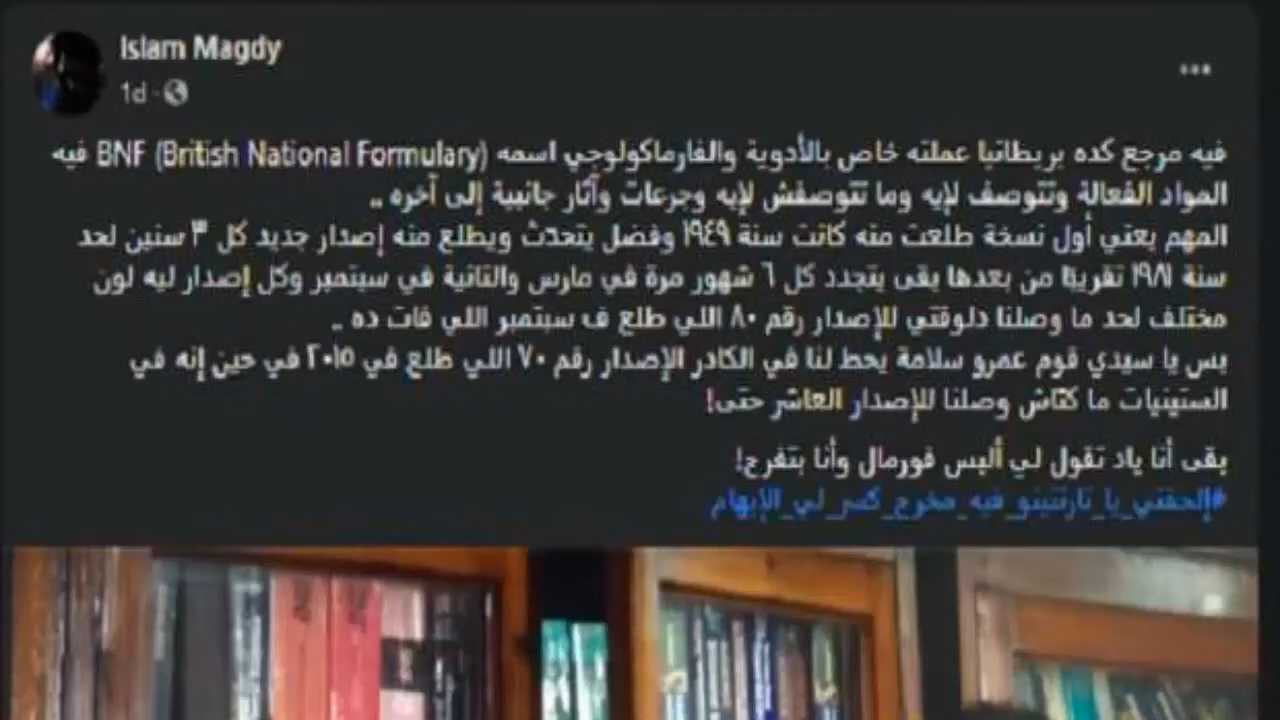 Islam Magdy
1d
فيه مرجع كده بريطانيا عملته خاص بالأدوية والفارماكولوجي اسمه BNF (British National Formulary) فيه
المواد الفعالة وتتوصف لإيه وما تتوصفش لإيه وجرعات وآثار جانبية إلى آخره ..
المهم يعني أول نسخة طلعت منه كانت سنة ١٩٤٩ وفضل يتحدث ويطلع منه إصدار جديد كل ٣ سنين لحد
سنة ١٩٨١ تقريبًا من بعدها بقى يتجدد كل ٦ شهور مرة في مارس والتانية في سبتمبر وكل إصدار ليه لون
مختلف لحد ما وصلنا دلوقتي للإصدار رقم ٨٠ اللي طلع ف سبتمبر اللي فات ده ..
بس يا سيدي قوم عمرو سلامة يحط لنا في الكادر الإصدار رقم ٧٠ اللي طلع في ٢٠١٥ في حين إنه في
الستينيات ما كناش وصلنا للإصدار العاشر حتى!
بقى أنا ياد تقول لي ألبس فورمال وأنا بتفرج!
#إلحقني_يا_تارنتينو_فيه_مخرج_كسر_لي_الإيهام